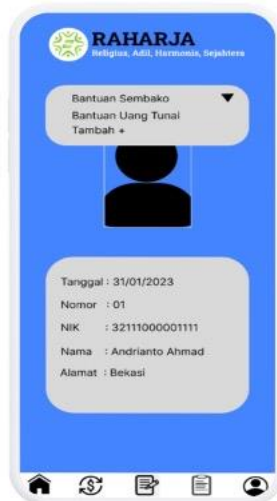 RAHARJA
Religius, Adil, Harmonis, Sejahtera
Bantuan Sembako
Bantuan Uang Tunai
Tambah +
Tanggal : 31/01/2023
Nomor : 01
NIK : 32111000001111
Nama : Andrianto Ahmad
Alamat : Bekasi